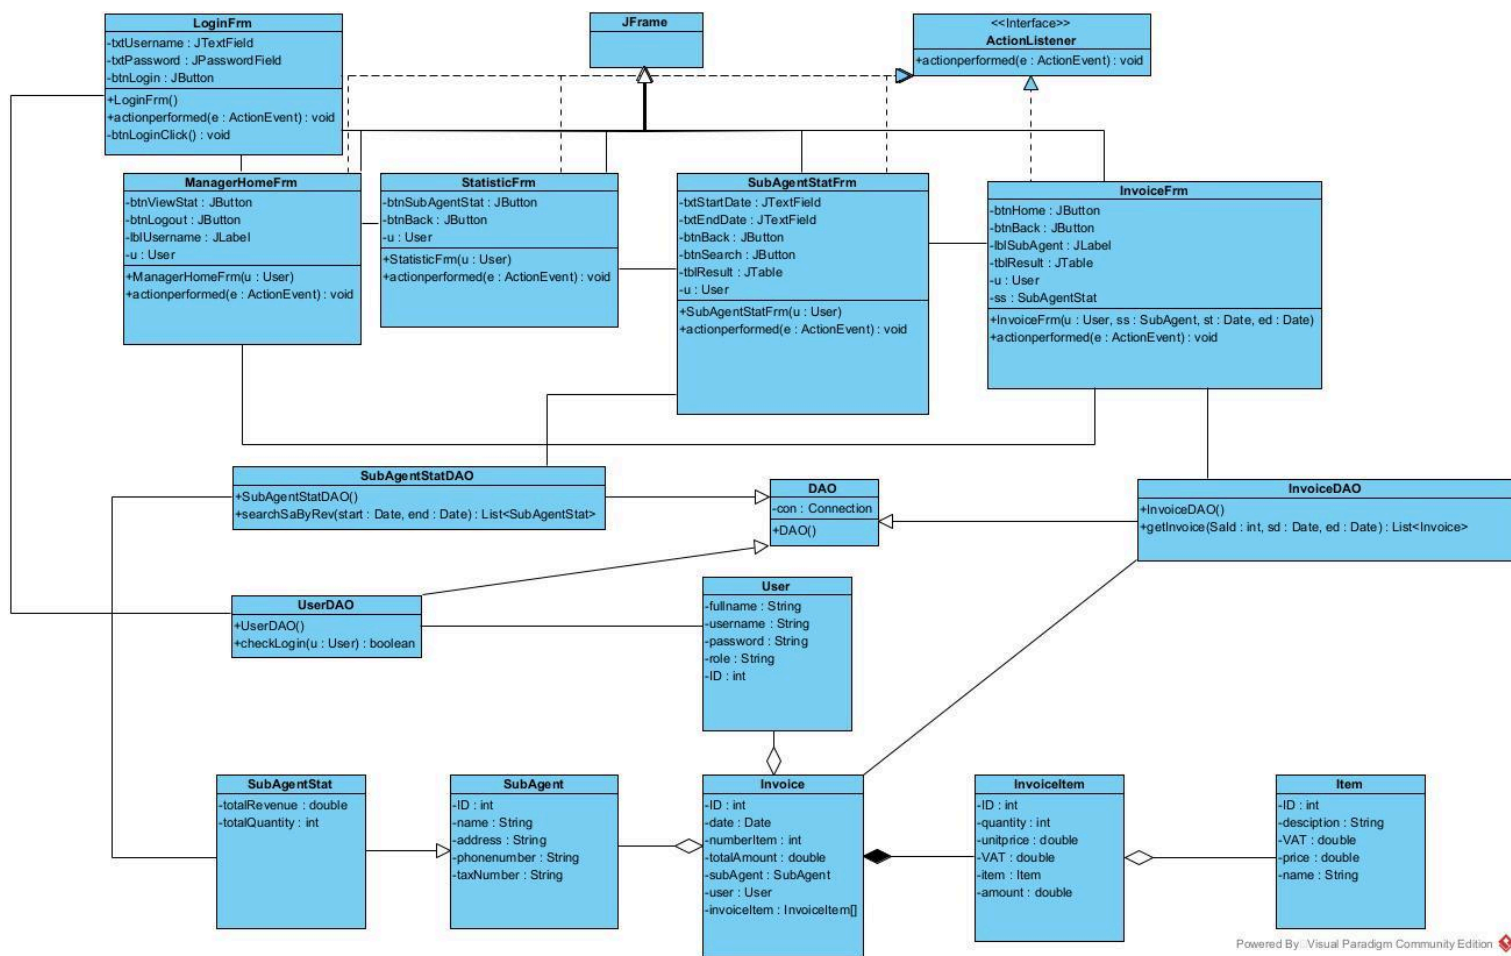 LoginFrm
-txtUsername : JTextField
-txtPassword : JPasswordField
-btnLogin : JButton
+LoginFrm()
+actionperformed(e : ActionEvent) : void
-btnLoginClick() : void
JFrame
<<Interface>>
ActionListener
+actionperformed(e : ActionEvent) : void
ManagerHomeFrm
-btnViewStat : JButton
-btnLogout : JButton
-lblUsername : JLabel
-u : User
+ManagerHomeFrm(u : User)
+actionperformed(e : ActionEvent) : void
StatisticFrm
-btnSubAgentStat : JButton
-btnBack : JButton
-u : User
+StatisticFrm(u : User)
+actionperformed(e : ActionEvent) : void
SubAgentStatFrm
-txtStartDate : JTextField
-txtEndDate : JTextField
-btnBack : JButton
-btnSearch : JButton
-tblResult : JTable
-u : User
+SubAgentStatFrm(u : User)
+actionperformed(e : ActionEvent) : void
InvoiceFrm
-btnHome : JButton
-btnBack : JButton
-lblSubAgent : JLabel
-tblResult : JTable
-u : User
-ss : SubAgentStat
+InvoiceFrm(u : User, ss : SubAgent, st : Date, ed : Date)
+actionperformed(e : ActionEvent) : void
SubAgentStatDAO
+SubAgentStatDAO()
+searchSaByRev(start : Date, end : Date) : List<SubAgentStat>
DAO
-con : Connection
+DAO()
InvoiceDAO
+InvoiceDAO()
+getInvoice(SaId : int, sd : Date, ed : Date) : List<Invoice>
UserDAO
+UserDAO()
+checkLogin(u : User) : boolean
User
-fullname : String
-username : String
-password : String
-role : String
-ID : int
SubAgentStat
-totalRevenue : double
-totalQuantity : int
SubAgent
-ID : int
-name : String
-address : String
-phonenumber : String
-taxNumber : String
Invoice
-ID : int
-date : Date
-numberItem : int
-totalAmount : double
-subAgent : SubAgent
-user : User
-invoiceItem : InvoiceItem[]
InvoiceItem
-ID : int
-quantity : int
-unitprice : double
-VAT : double
-item : Item
-amount : double
Item
-ID : int
-desciption : String
-VAT : double
-price : double
-name : String
Powered By Visual Paradigm Community Edition